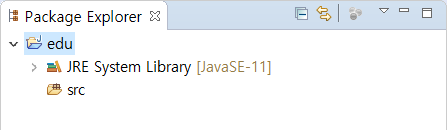 Package Explorer
edu
JRE System Library [JavaSE-11]
src